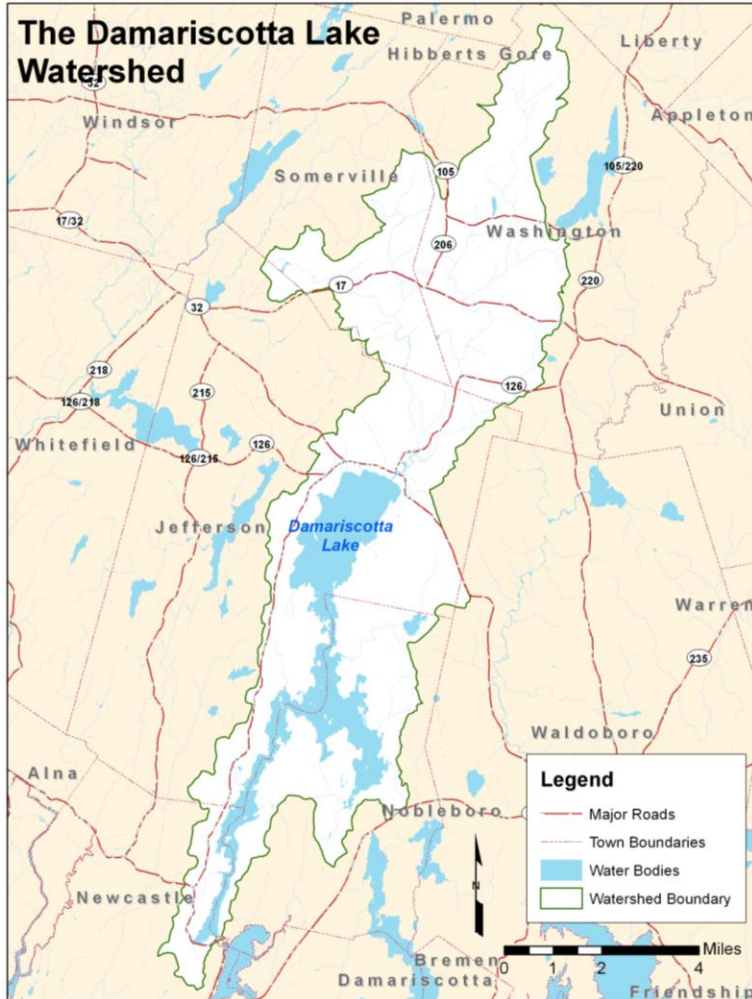 The Damariscotta Lake
Watershed
Palermo
Hibberts Gore
Liberty
32
Windsor
Appleton
Somerville
105
105/220
17/32
206
Washington
17
220
32
218
126
215
126/218
Union
Whitefield
126/215
126
Jefferson
Damariscotta
Lake
Warren
235
Waldoboro
Alna
Nobleboro
Newcastle
Legend
Major Roads
Town Boundaries
Water Bodies
Watershed Boundary
N
Miles
0 1 2 4
Bremen
Damariscotta
Friendship